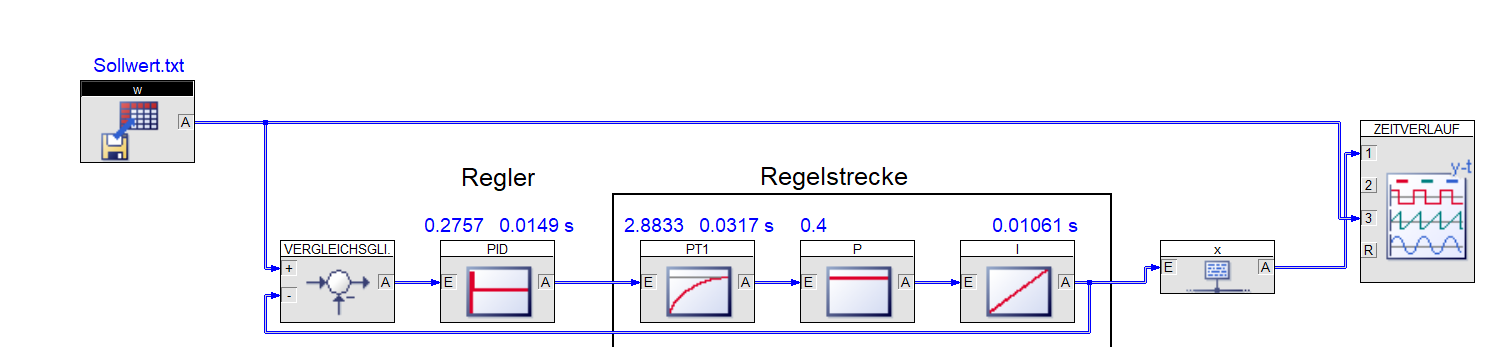 Sollwert.txt
w
A
ZEITVERLAUF
1
y-t
2
3
R
Regler
Regelstrecke
0.2757 0.0149 s
2.8833 0.0317 s
0.4
0.01061 s
VERGLEICHSGLI.
PID
PT1
P
I
x
+
-
A
E
A
E
A
E
A
E
A
E
A